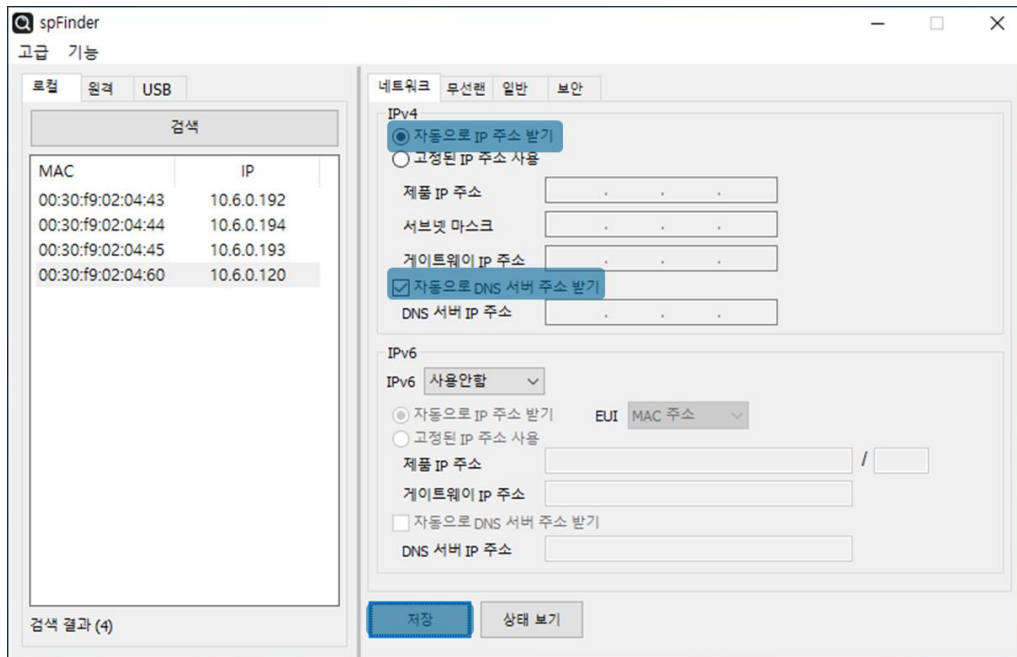 spFinder
고급 기능
로컬 원격 USB
검색
MAC IP
00:30:f9:02:04:43 10.6.0.192
00:30:f9:02:04:44 10.6.0.194
00:30:f9:02:04:45 10.6.0.193
00:30:f9:02:04:60 10.6.0.120
검색 결과 (4)
네트워크 무선랜 일반 보안
IPv4
자동으로 IP 주소 받기
고정된 IP 주소 사용
제품 IP 주소
서브넷 마스크
게이트웨이 IP 주소
자동으로 DNS 서버 주소 받기
DNS 서버 IP 주소
IPv6
IPv6 사용안함
자동으로 IP 주소 받기 EUI MAC 주소
고정된 IP 주소 사용
제품 IP 주소 /
게이트웨이 IP 주소
자동으로 DNS 서버 주소 받기
DNS 서버 IP 주소
저장 상태 보기